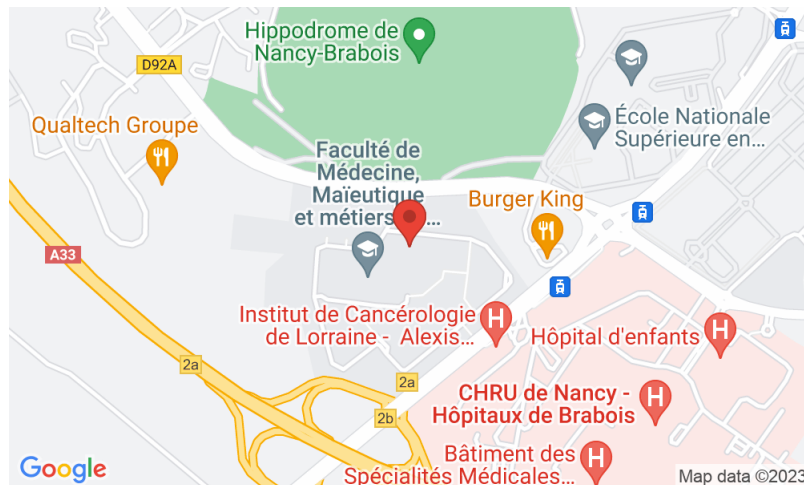 Hippodrome de
Nancy-Brabois
D92A
École Nationale
Supérieure en...
Qualtech Groupe
Faculté de
Médecine,
Maïeutique
et métiers ...
Burger King
A33
Institut de Cancérologie
de Lorraine - Alexis...
Hôpital d'enfants
2a
2a
2b
CHRU de Nancy -
Hôpitaux de Brabois
Bâtiment des
Spécialités Médicales...
Google
Map data ©2023